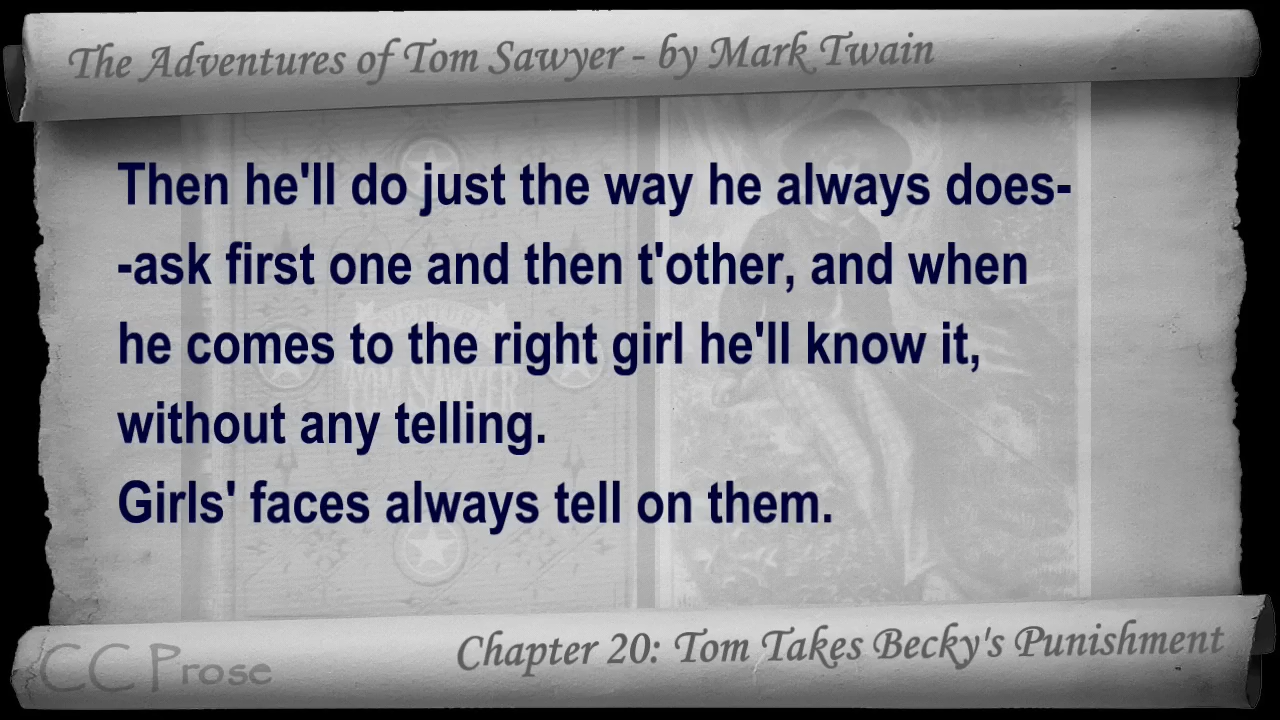 The Adventures of Tom Sawyer - by Mark Twain
Then he'll do just the way he always does-
-ask first one and then t'other, and when
he comes to the right girl he'll know it,
without any telling.
Girls' faces always tell on them.
Chapter 20: Tom Takes Becky's Punishment
CC Prose